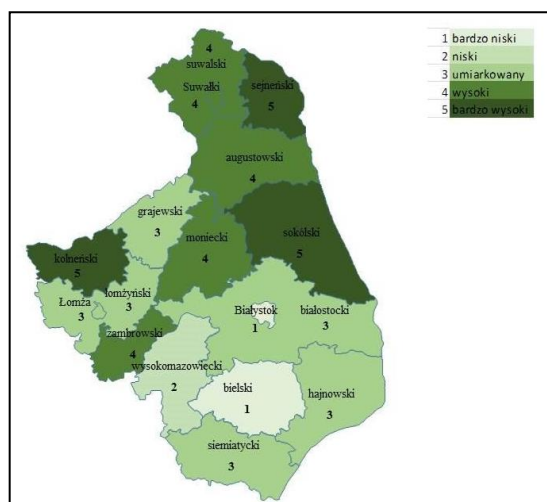 1 bardzo niski
2 niski
3 umiarkowany
4 wysoki
5 bardzo wysoki
4
suwalski
Suwałki
4
sejneński
5
augustowski
4
grajewski
3
moniecki
4
sokólski
5
kolneński
5
Łomża
3
łomżyński
3
zambrowski
4
Białystok
1
białostocki
3
wysokomazowiecki
2
bielski
1
hajnowski
3
siemiatycki
3